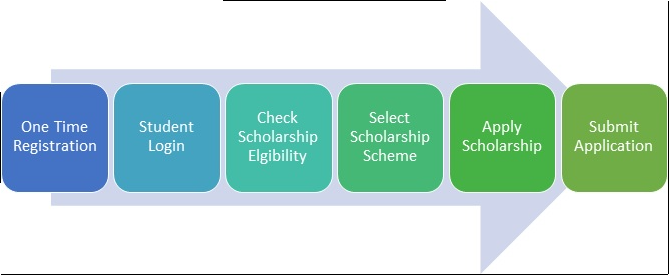 One Time
Registration
Student
Login
Check
Scholarship
Elgibility
Select
Scholarship
Scheme
Apply
Scholarship
Submit
Application